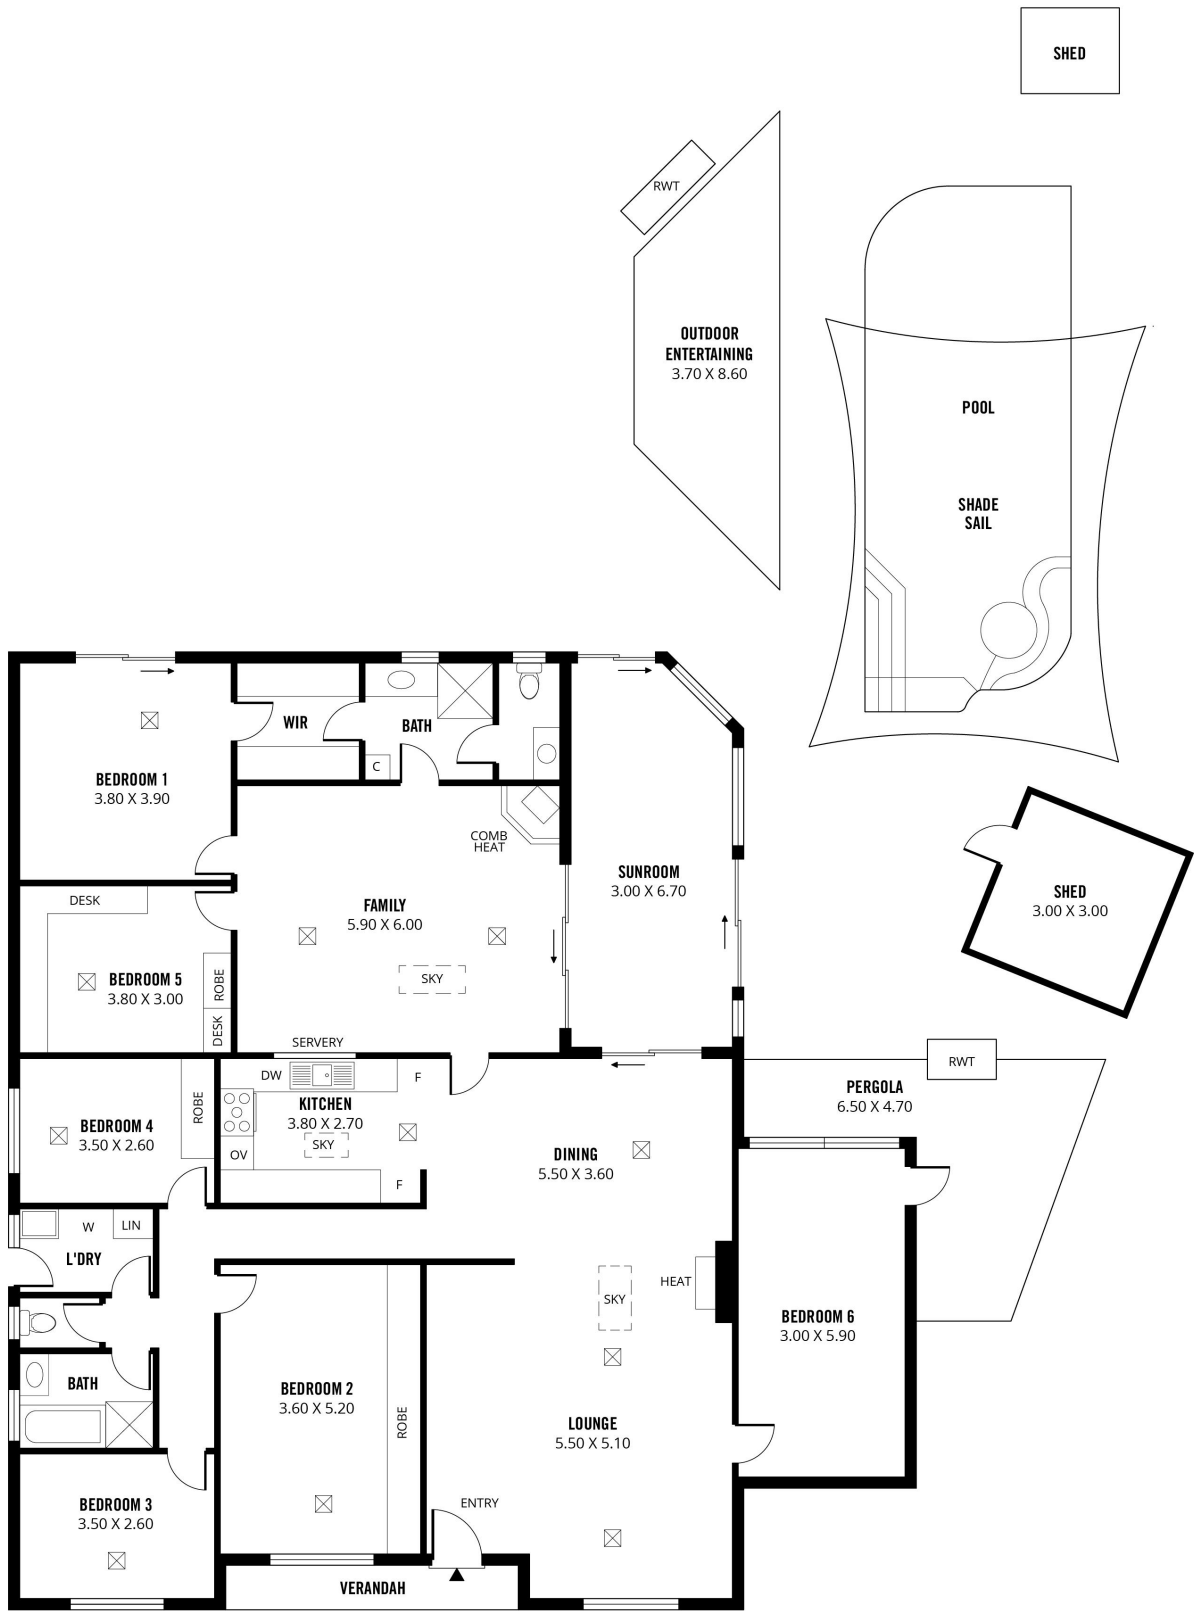 SHED
RWT
OUTDOOR
ENTERTAINING
3.70 X 8.60
POOL
SHADE
SAIL
WIR
BATH
C
BEDROOM 1
3.80 X 3.90
COMB
HEAT
SUNROOM
3.00 X 6.70
SHED
3.00 X 3.00
DESK
FAMILY
5.90 X 6.00
BEDROOM 5
3.80 X 3.00
ROBE
DESK
SKY
SERVERY
DW
F
KITCHEN
3.80 X 2.70
SKY
OV
F
BEDROOM 4
3.50 X 2.60
ROBE
DINING
5.50 X 3.60
PERGOLA
6.50 X 4.70
RWT
W
LIN
L'DRY
HEAT
SKY
BEDROOM 6
3.00 X 5.90
BATH
BEDROOM 2
3.60 X 5.20
ROBE
LOUNGE
5.50 X 5.10
BEDROOM 3
3.50 X 2.60
ENTRY
VERANDAH